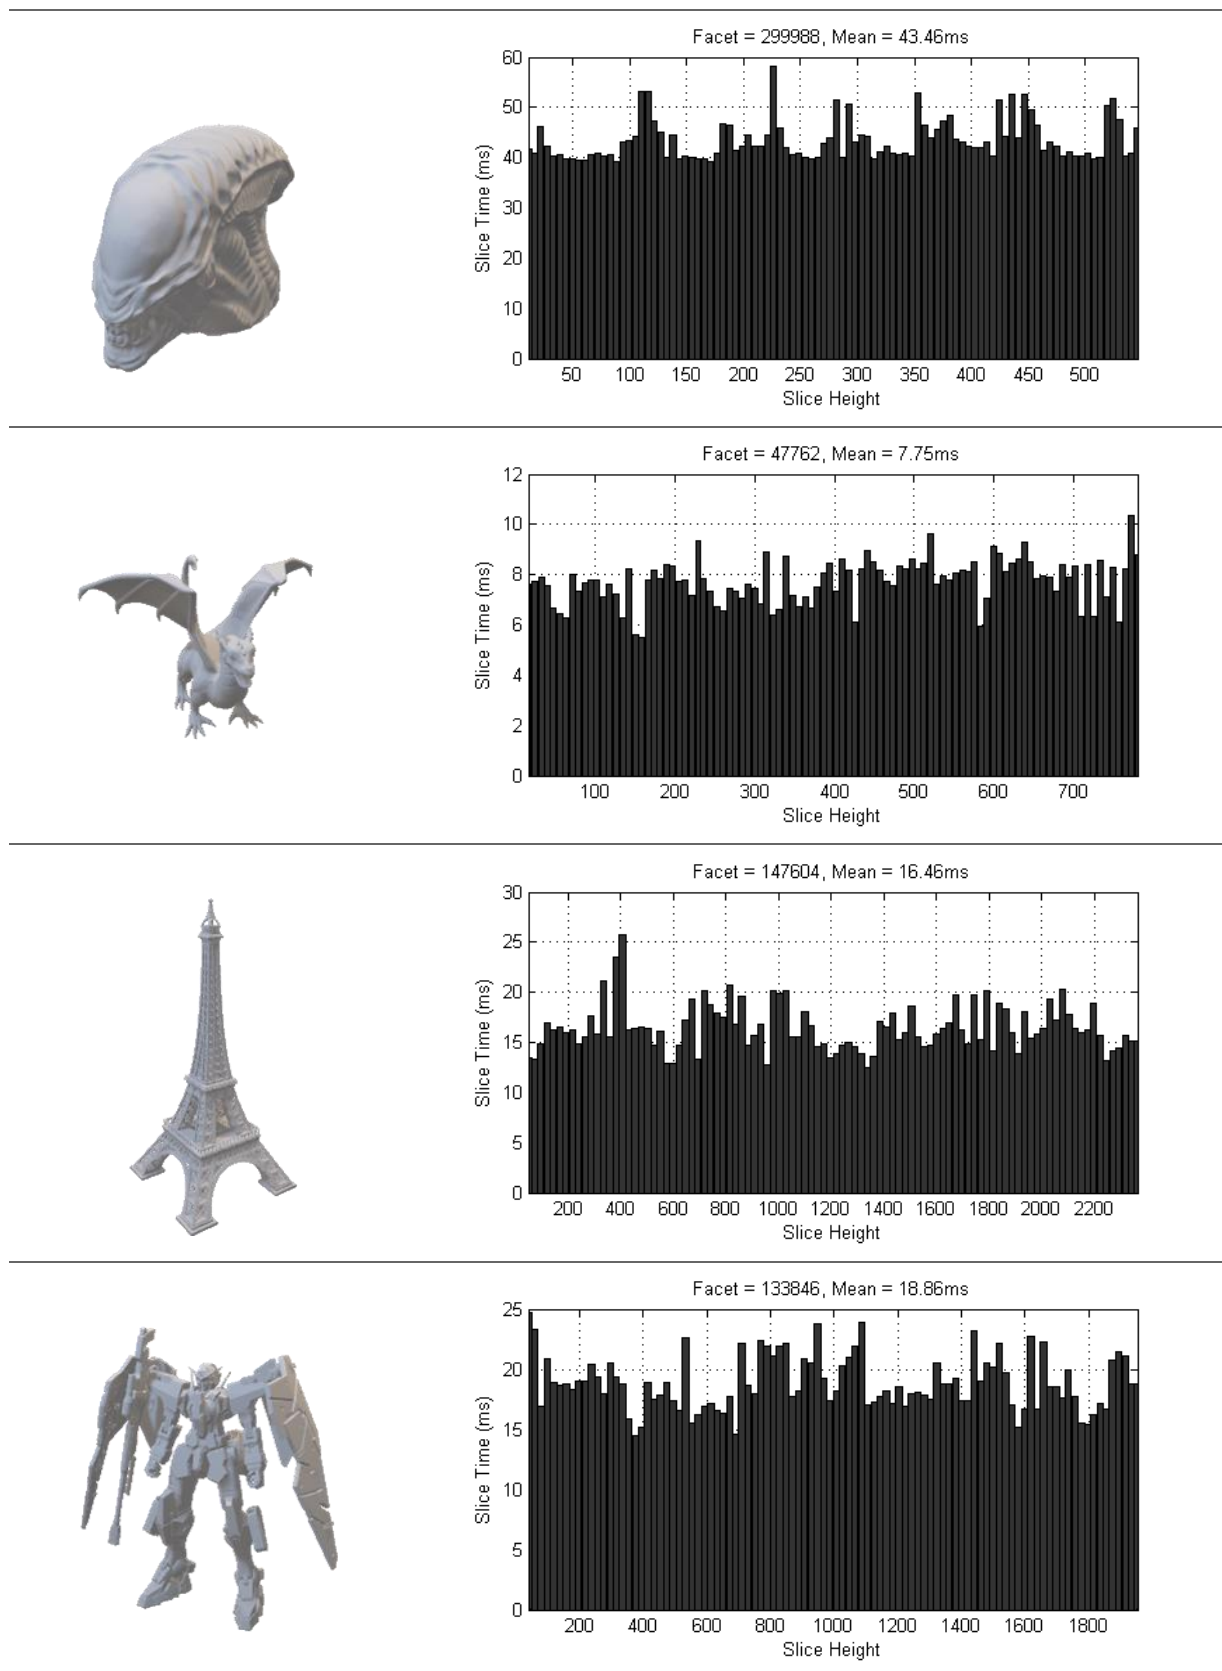 Facet = 299988, Mean = 43.46ms
60
50
40
30
20
10
0
Slice Time (ms)
50 100 150 200 250 300 350 400 450 500
Slice Height
Facet = 47762, Mean = 7.75ms
12
10
8
6
4
2
0
Slice Time (ms)
100 200 300 400 500 600 700
Slice Height
Facet = 147604, Mean = 16.46ms
30
25
20
15
10
5
0
Slice Time (ms)
200 400 600 800 1000 1200 1400 1600 1800 2000 2200
Slice Height
Facet = 133846, Mean = 18.86ms
25
20
15
10
5
0
Slice Time (ms)
200 400 600 800 1000 1200 1400 1600 1800
Slice Height